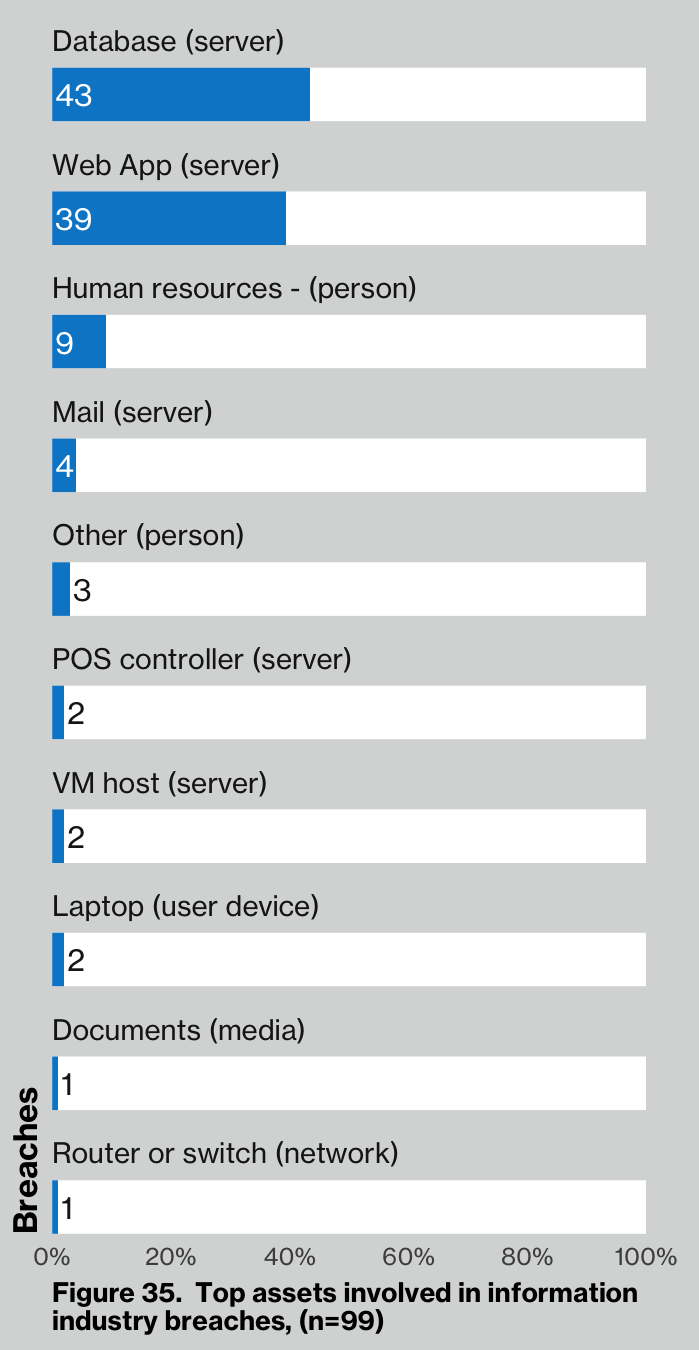 Database (server)
43
Web App (server)
39
Human resources - (person)
9
Mail (server)
4
Other (person)
3
POS controller (server)
2
VM host (server)
2
Laptop (user device)
2
Documents (media)
1
Router or switch (network)
1
Breaches
0% 20% 40% 60% 80% 100%
Figure 35. Top assets involved in information
industry breaches, (n=99)